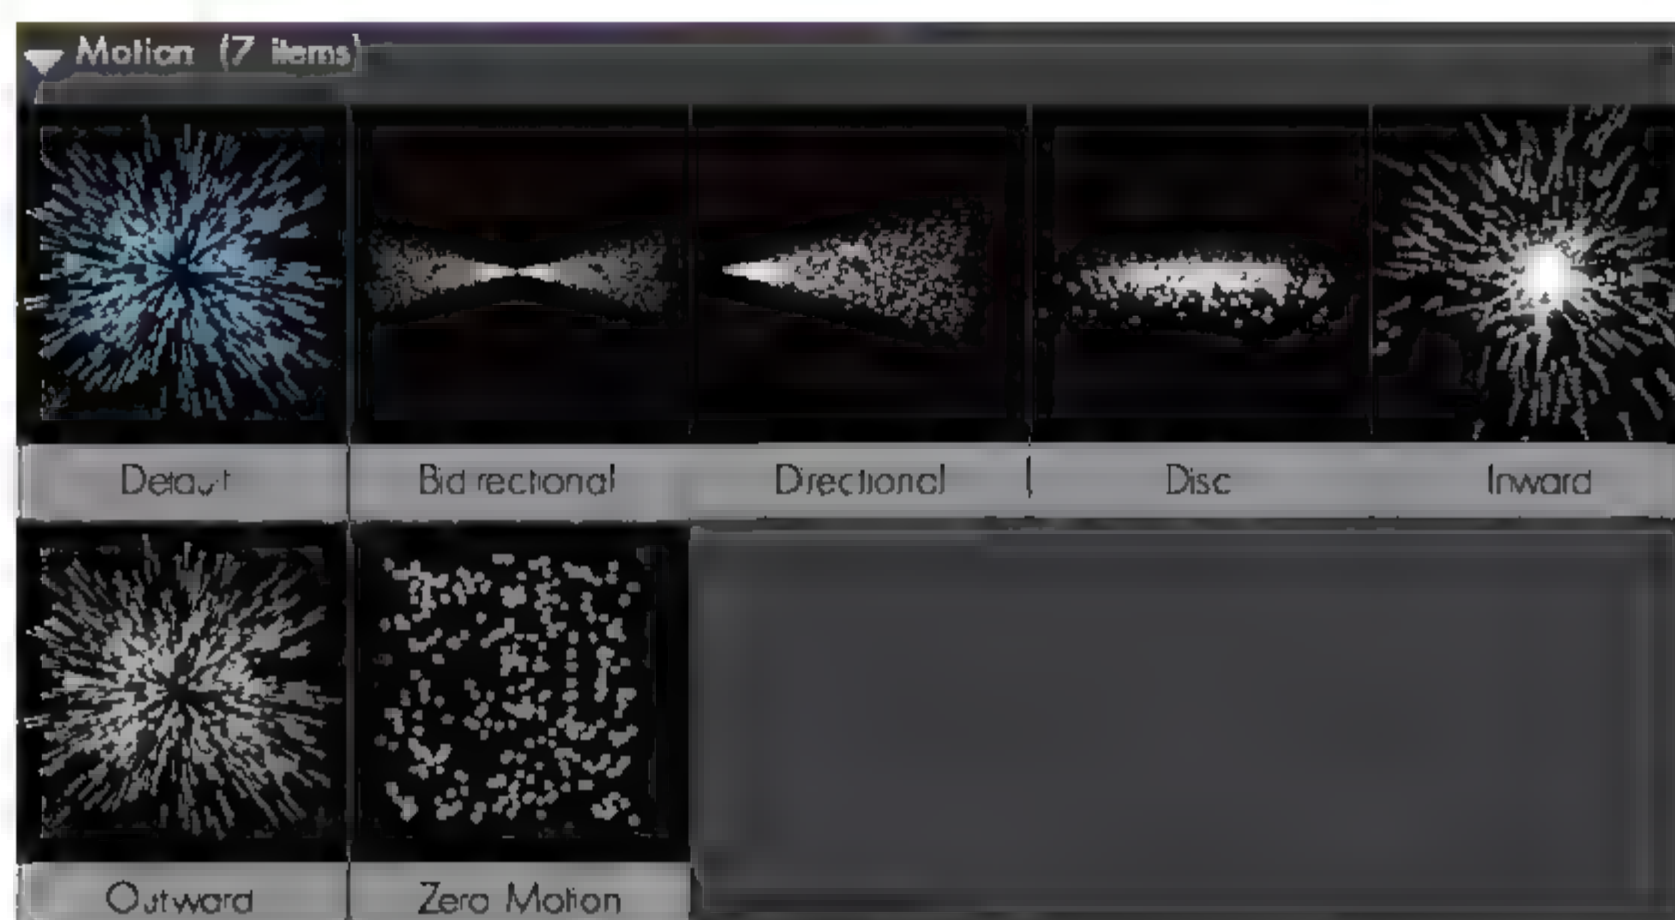 Motion (7 items)
Default Bidirectional Directional Disc Inward
Outward Zero Motion